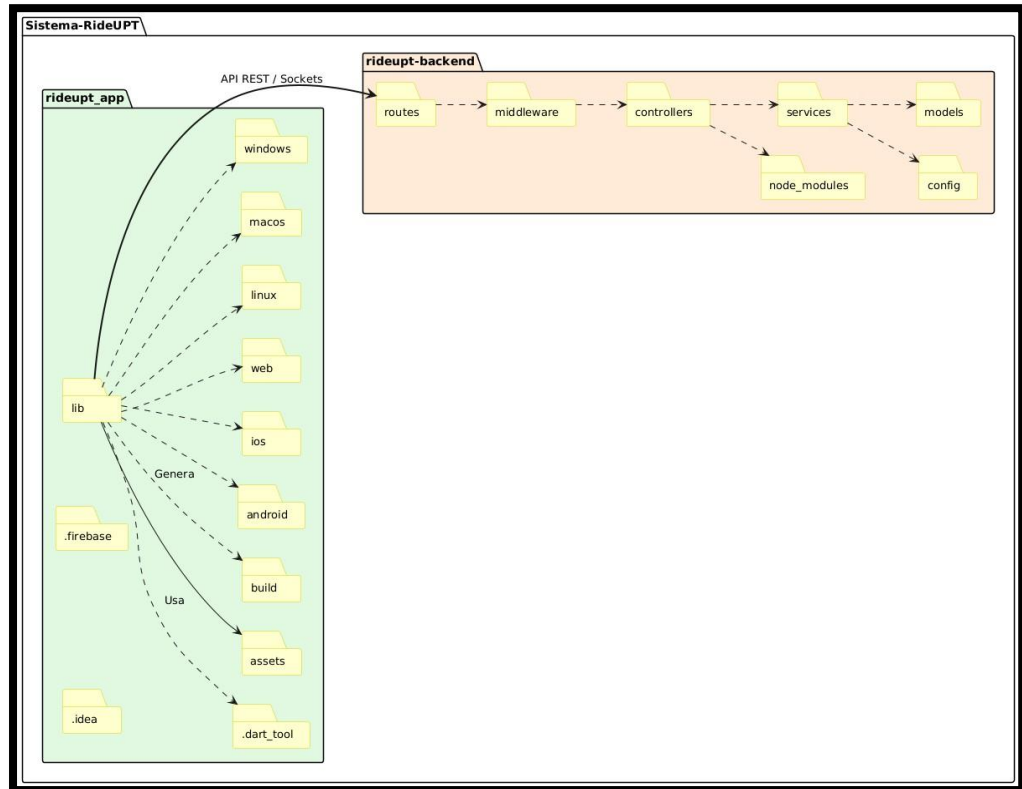 Sistema-RideUPT
rideupt-backend
API REST / Sockets
routes
middleware
controllers
services
models
node_modules
config
rideupt_app
windows
macos
linux
web
lib
ios
Genera
android
.firebase
build
Usa
assets
.idea
.dart_tool